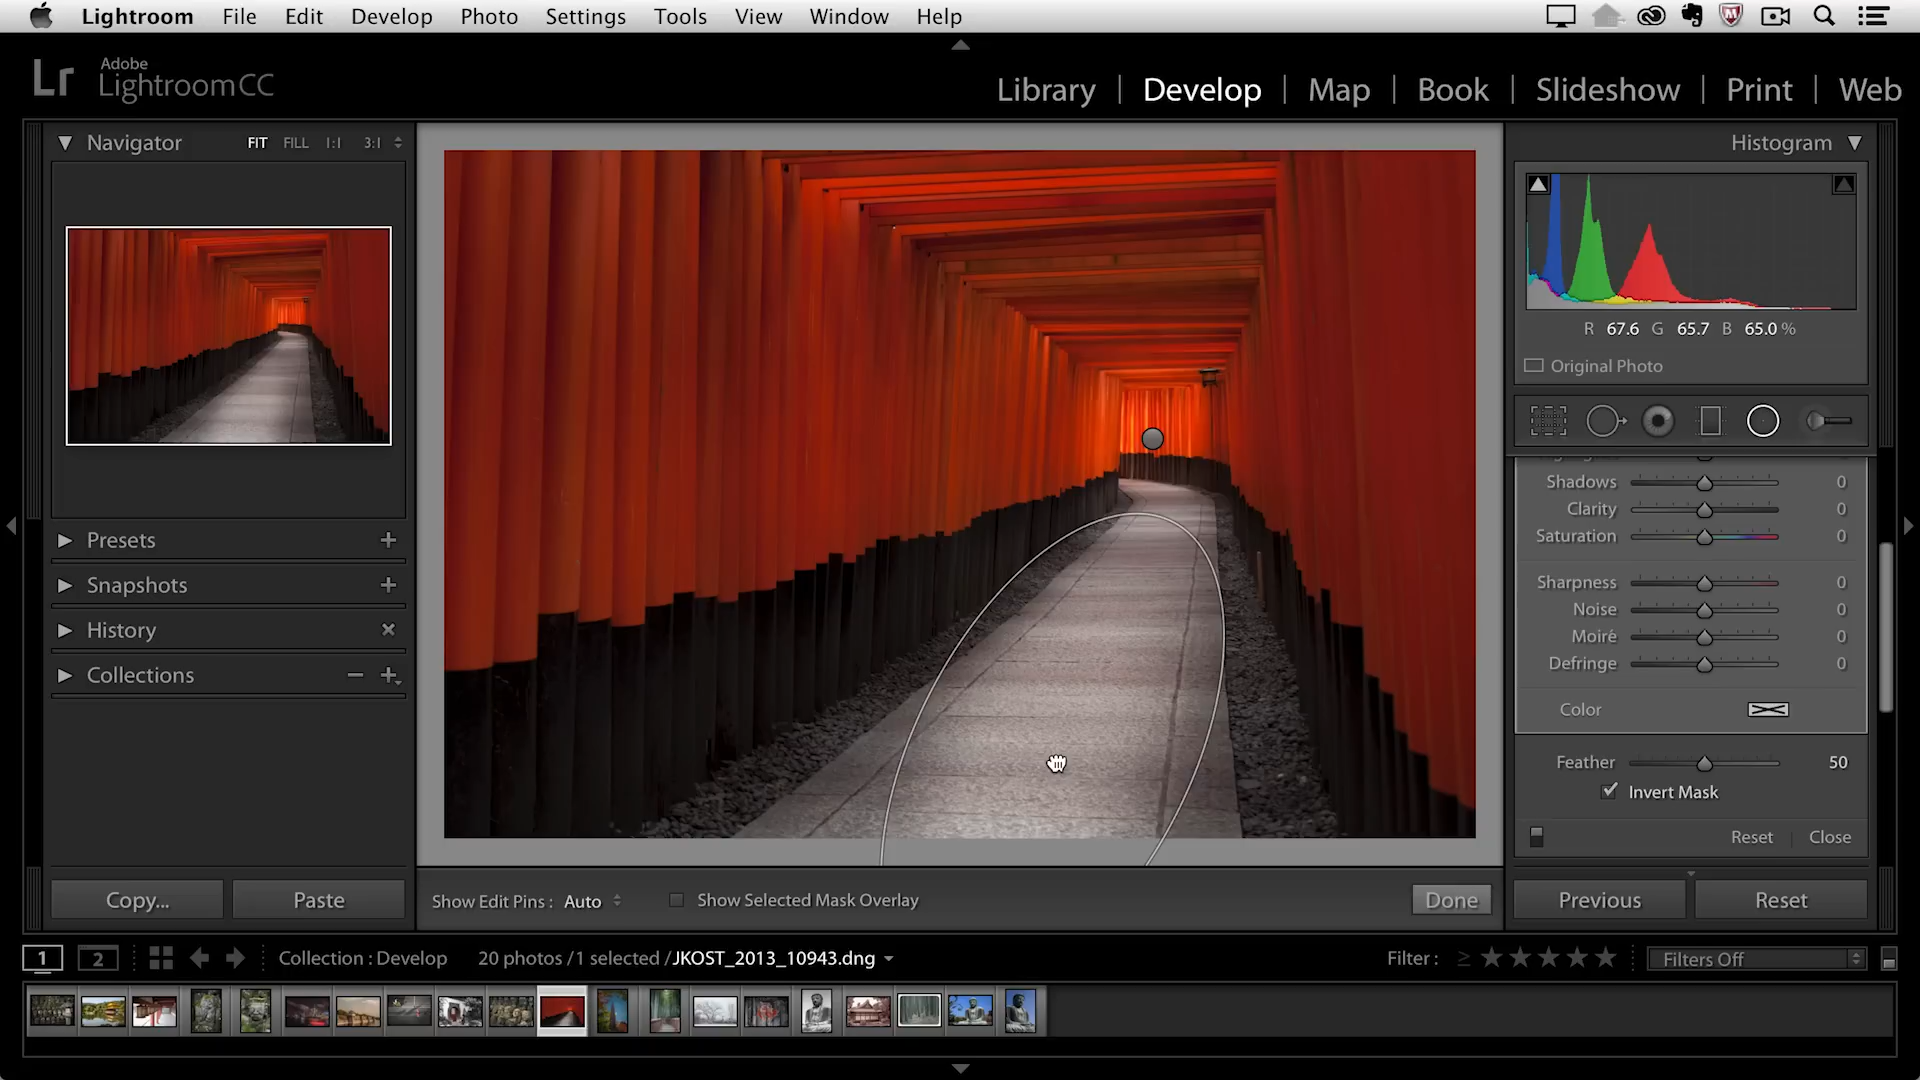 Lightroom File Edit Develop Photo Settings Tools View Window Help
Lr Adobe
Lightroom CC
Library | Develop | Map | Book | Slideshow | Print | Web
Navigator FIT FILL 1:1 3:1
Histogram
R 67.6 G 65.7 B 65.0 %
Original Photo
Shadows 0
Clarity 0
Saturation 0
Sharpness 0
Noise 0
Moiré 0
Defringe 0
Color
Feather 50
Invert Mask
Reset Close
Presets
Snapshots
History
Collections
Copy... Paste
Show Edit Pins : Auto Show Selected Mask Overlay Done
Previous Reset
1 2 Collection : Develop 20 photos /1 selected /JKOST_2013_10943.dng Filter : Filters Off